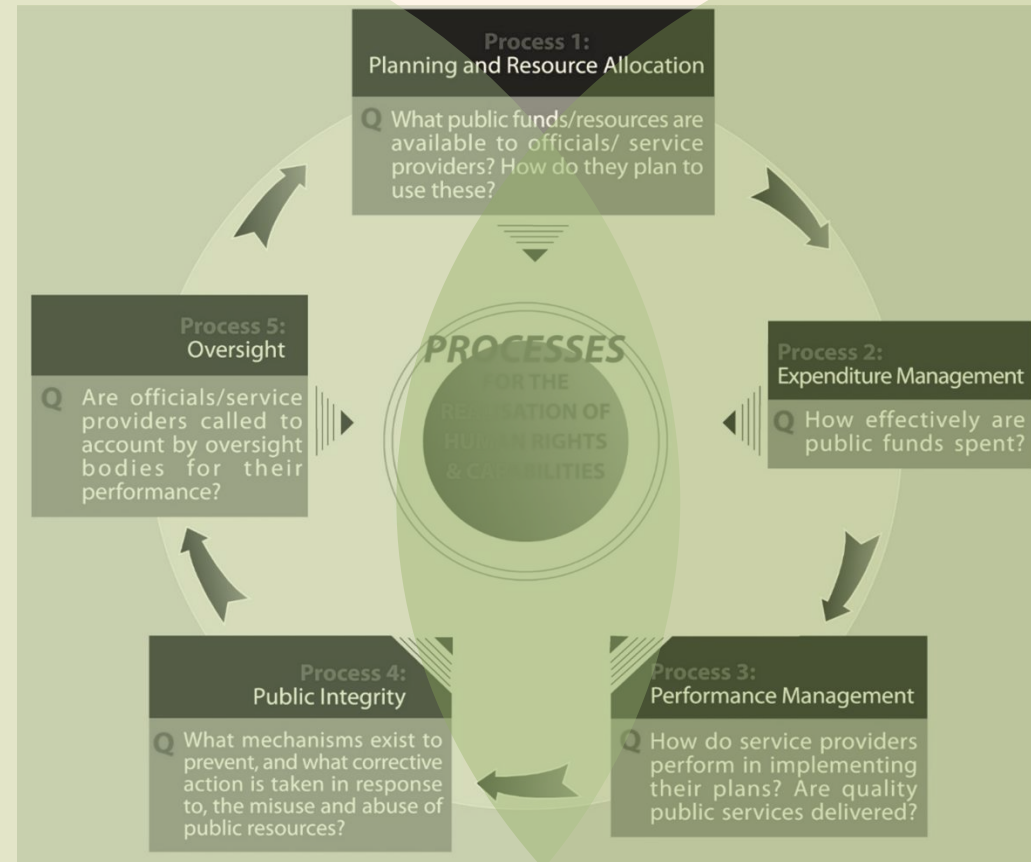 Process 1:
Planning and Resource Allocation
Q What public funds/resources are
available to officials/ service
providers? How do they plan to
use these?
Process 2:
Expenditure Management
Q How effectively are
public funds spent?
Process 3:
Performance Management
Q How do service providers
perform in implementing
their plans? Are quality
public services delivered?
Process 4:
Public Integrity
Q What mechanisms exist to
prevent, and what corrective
action is taken in response
to, the misuse and abuse of
public resources?
Process 5:
Oversight
Q Are officials/service
providers called to
account by oversight
bodies for their
performance?
PROCESSES
FOR THE
REALISATION OF
HUMAN RIGHTS
& CAPABILITIES